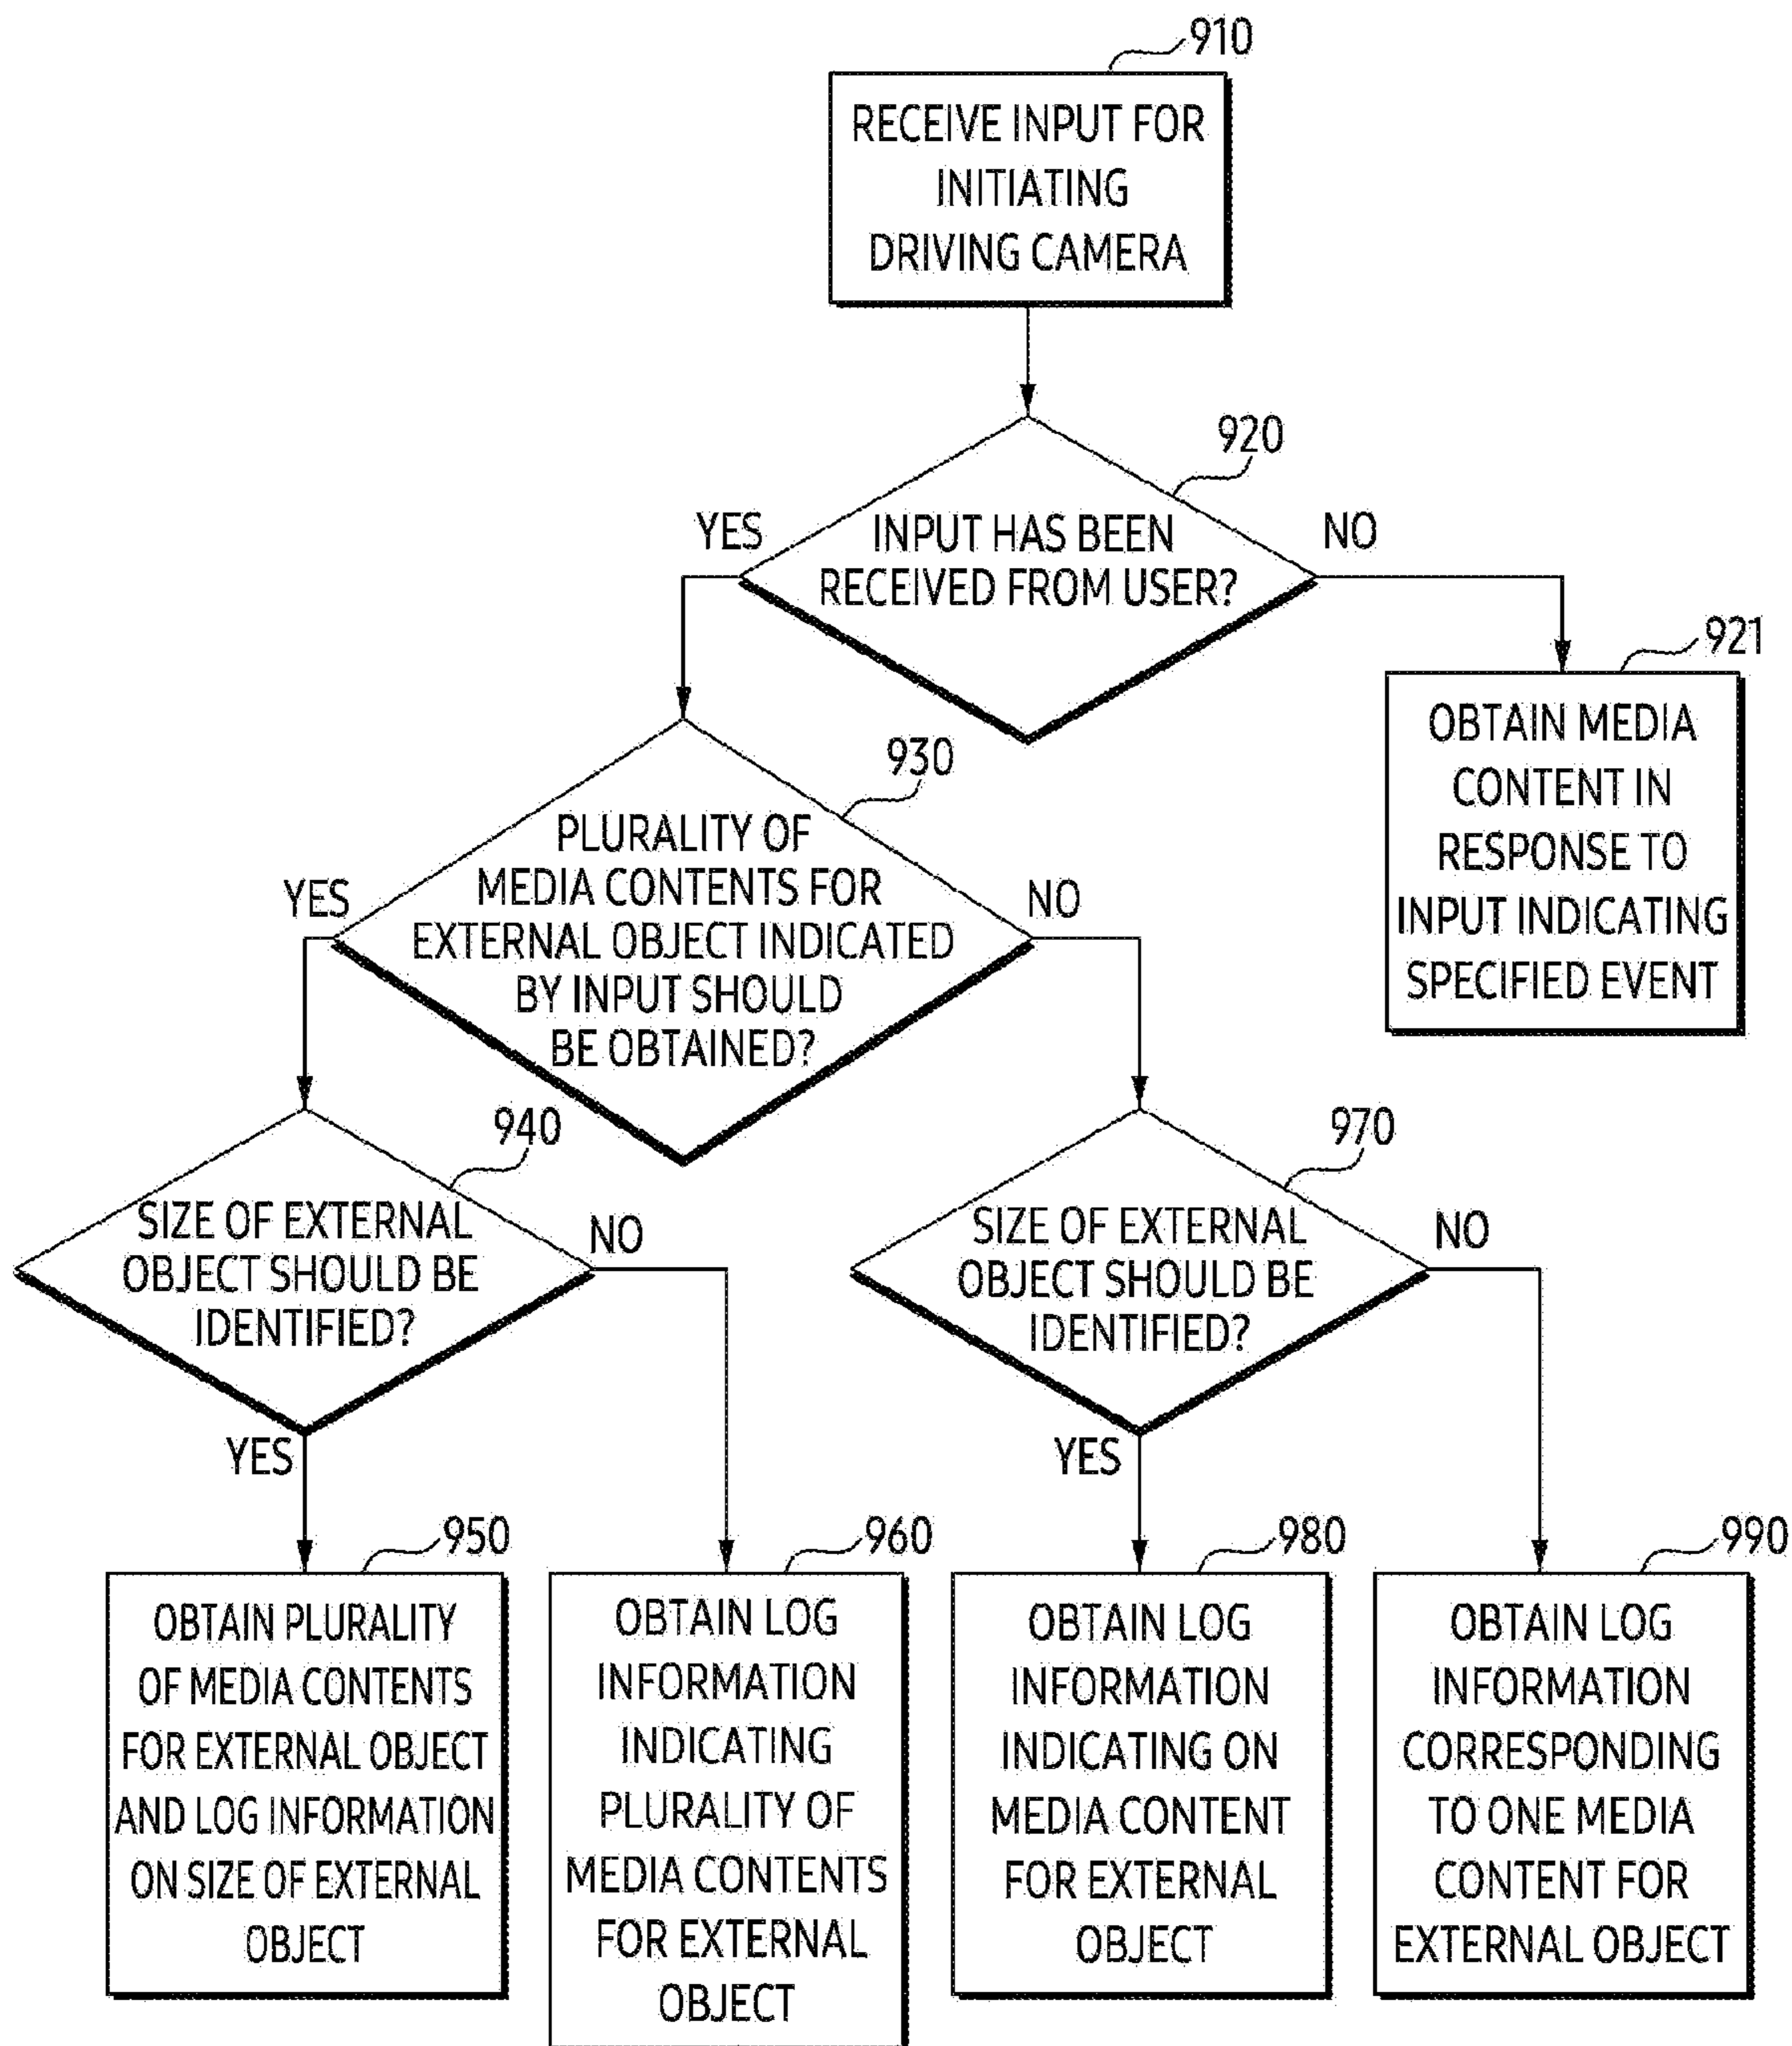 910
RECEIVE INPUT FOR
INITIATING
DRIVING CAMERA
920
YES
INPUT HAS BEEN
RECEIVED FROM USER?
NO
921
OBTAIN MEDIA
CONTENT IN
RESPONSE TO
INPUT INDICATING
SPECIFIED EVENT
930
YES
PLURALITY OF
MEDIA CONTENTS FOR
EXTERNAL OBJECT INDICATED
BY INPUT SHOULD
BE OBTAINED?
NO
940
SIZE OF EXTERNAL
OBJECT SHOULD BE
IDENTIFIED?
NO
YES
970
SIZE OF EXTERNAL
OBJECT SHOULD BE
IDENTIFIED?
NO
YES
950
OBTAIN PLURALITY
OF MEDIA CONTENTS
FOR EXTERNAL OBJECT
AND LOG INFORMATION
ON SIZE OF EXTERNAL
OBJECT
960
OBTAIN LOG
INFORMATION
INDICATING
PLURALITY OF
MEDIA CONTENTS
FOR EXTERNAL
OBJECT
980
OBTAIN LOG
INFORMATION
INDICATING ON
MEDIA CONTENT
FOR EXTERNAL
OBJECT
990
OBTAIN LOG
INFORMATION
CORRESPONDING
TO ONE MEDIA
CONTENT FOR
EXTERNAL OBJECT